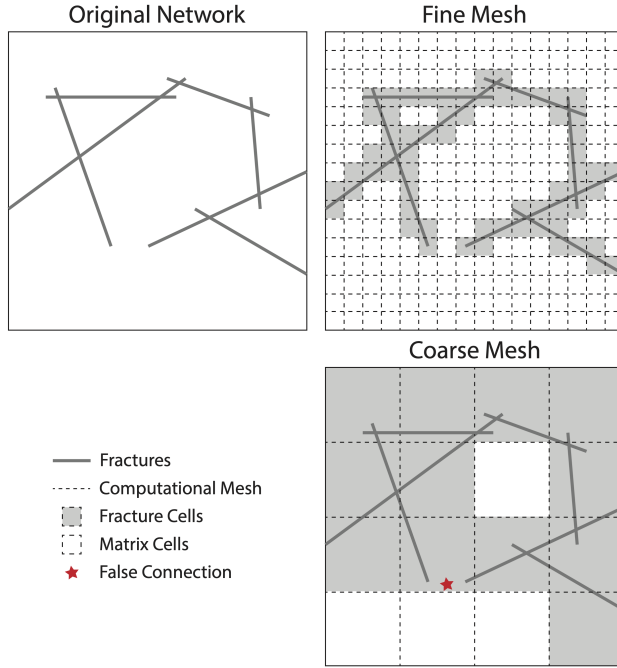 Original Network
Fine Mesh
Coarse Mesh
Fractures
Computational Mesh
Fracture Cells
Matrix Cells
False Connection